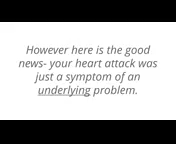 However here is the good
news- your heart attack was
just a symptom of an
underlying problem.